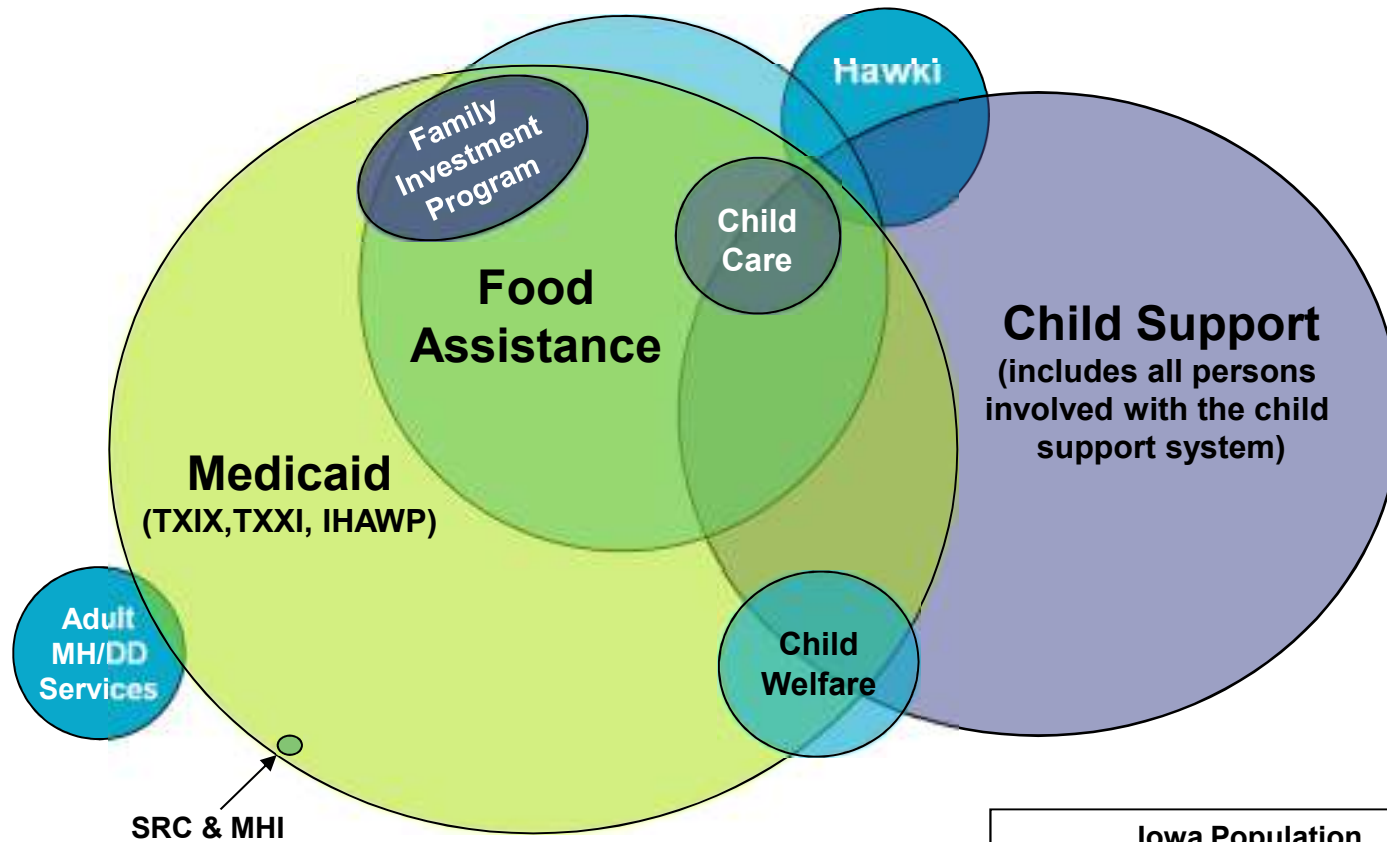 Hawki
Family
Investment
Program
Child
Care
Food
Assistance
Child Support
(includes all persons
involved with the child
support system)
Medicaid
(TXIX,TXXI, IHAWP)
Adult
MH/DD
Services
Child
Welfare
SRC & MHI
Iowa Population